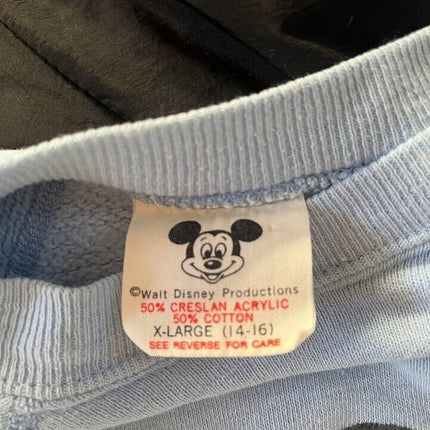 ©Walt Disney Productions
50% CRESLAN ACRYLIC
50% COTTON
X-LARGE (14-16)
SEE REVERSE FOR CARE